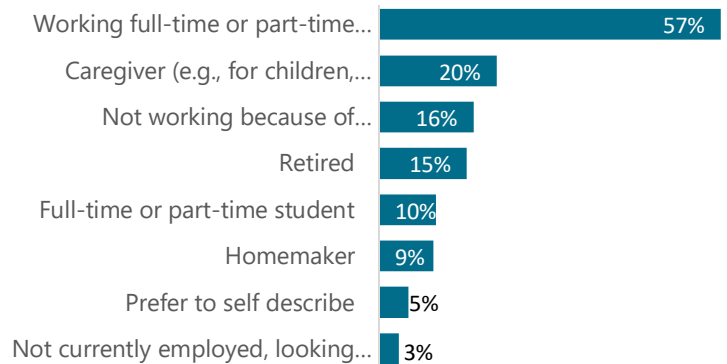 Working full-time or part-time... 57%
Caregiver (e.g., for children,... 20%
Not working because of... 16%
Retired 15%
Full-time or part-time student 10%
Homemaker 9%
Prefer to self describe 5%
Not currently employed, looking... 3%